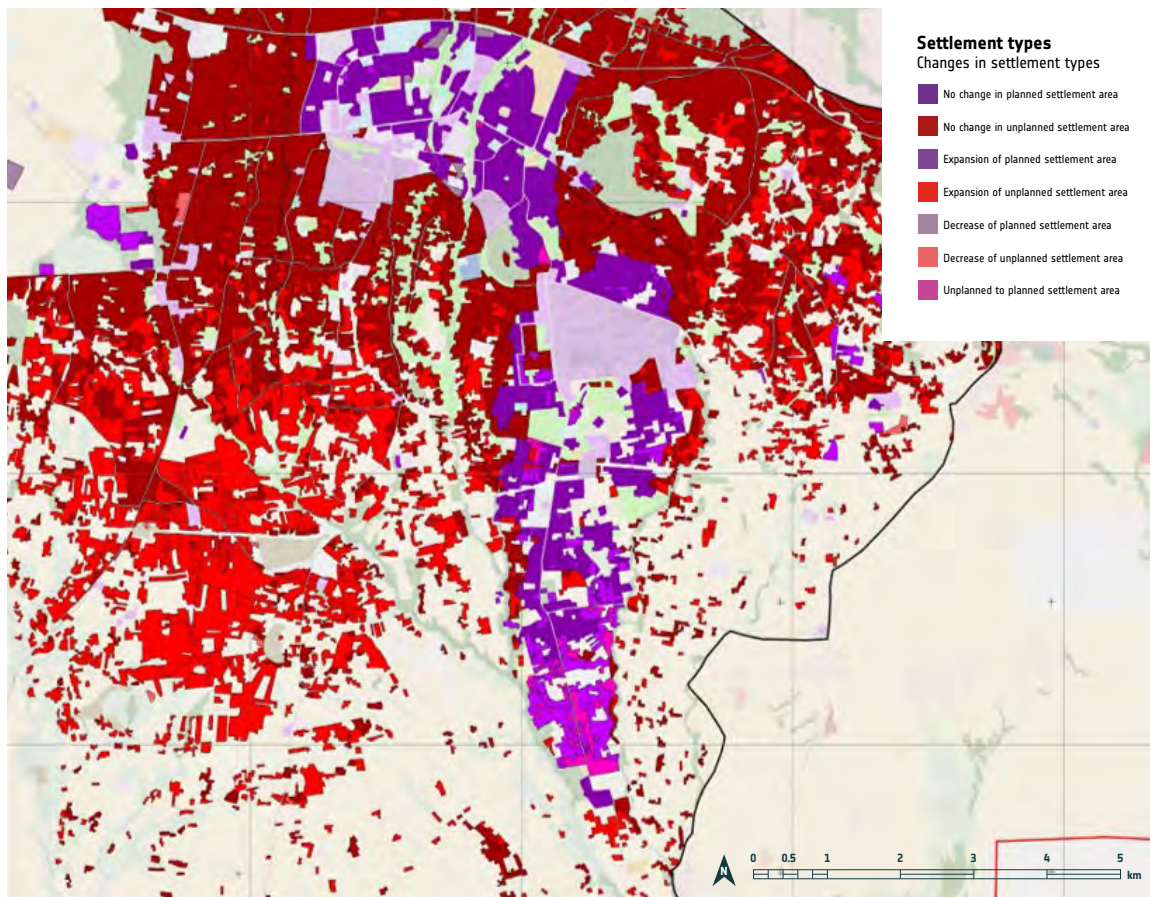 Settlement types
Changes in settlement types
No change in planned settlement area
No change in unplanned settlement area
Expansion of planned settlement area
Expansion of unplanned settlement area
Decrease of planned settlement area
Decrease of unplanned settlement area
Unplanned to planned settlement area
N
0 0.5 1 2 3 4 5
km